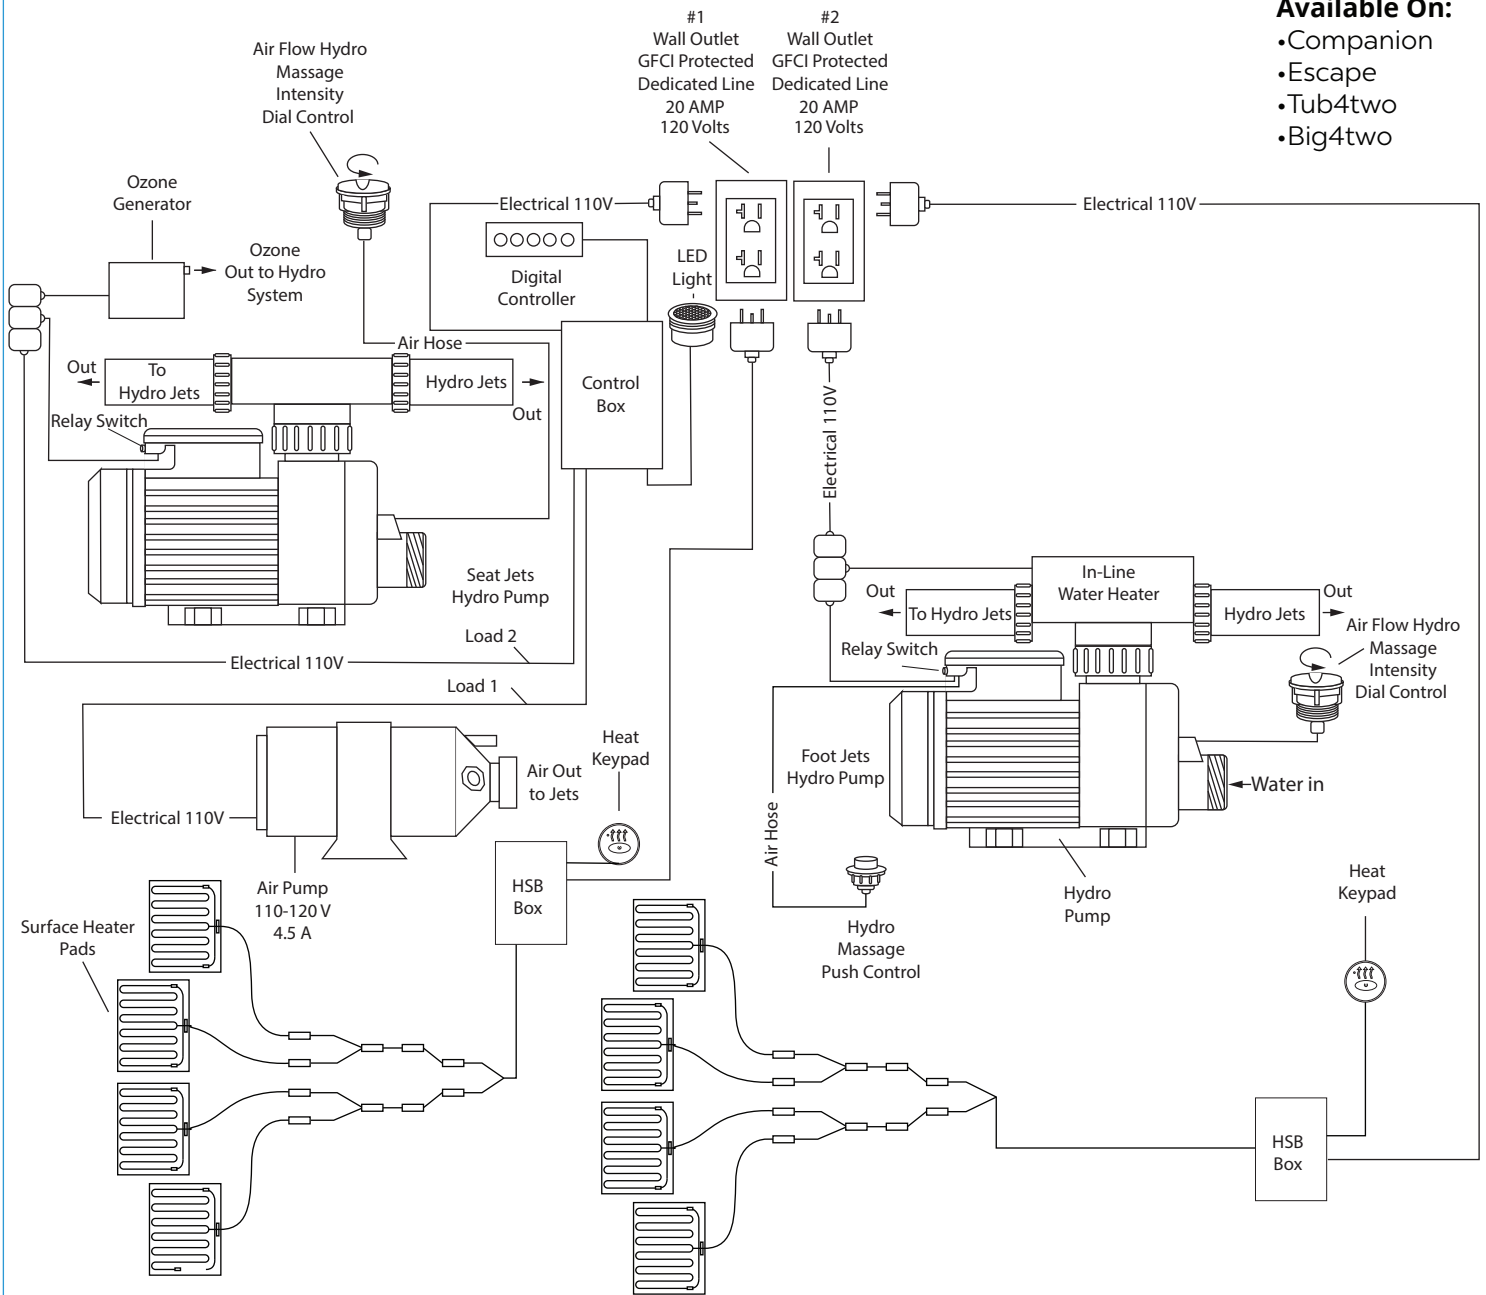 Available On:
•Companion
•Escape
•Tub4two
•Big4two
#1
Wall Outlet
GFCI Protected
Dedicated Line
20 AMP
120 Volts
#2
Wall Outlet
GFCI Protected
Dedicated Line
20 AMP
120 Volts
Air Flow Hydro
Massage
Intensity
Dial Control
Ozone
Generator
Ozone
Out to Hydro
System
Electrical 110V
Electrical 110V
Digital
Controller
LED
Light
Air Hose
Out
To
Hydro Jets
Hydro Jets
Out
Relay Switch
Control
Box
Electrical 110V
Seat Jets
Hydro Pump
Load 2
Electrical 110V
Load 1
In-Line
Water Heater
Out
To Hydro Jets
Hydro Jets
Out
Relay Switch
Air Flow Hydro
Massage
Intensity
Dial Control
Foot Jets
Hydro Pump
Water in
Air Hose
Heat
Keypad
Air Out
to Jets
Electrical 110V
Air Pump
110-120 V
4.5 A
HSB
Box
Surface Heater
Pads
Hydro
Massage
Push Control
Hydro
Pump
Heat
Keypad
HSB
Box